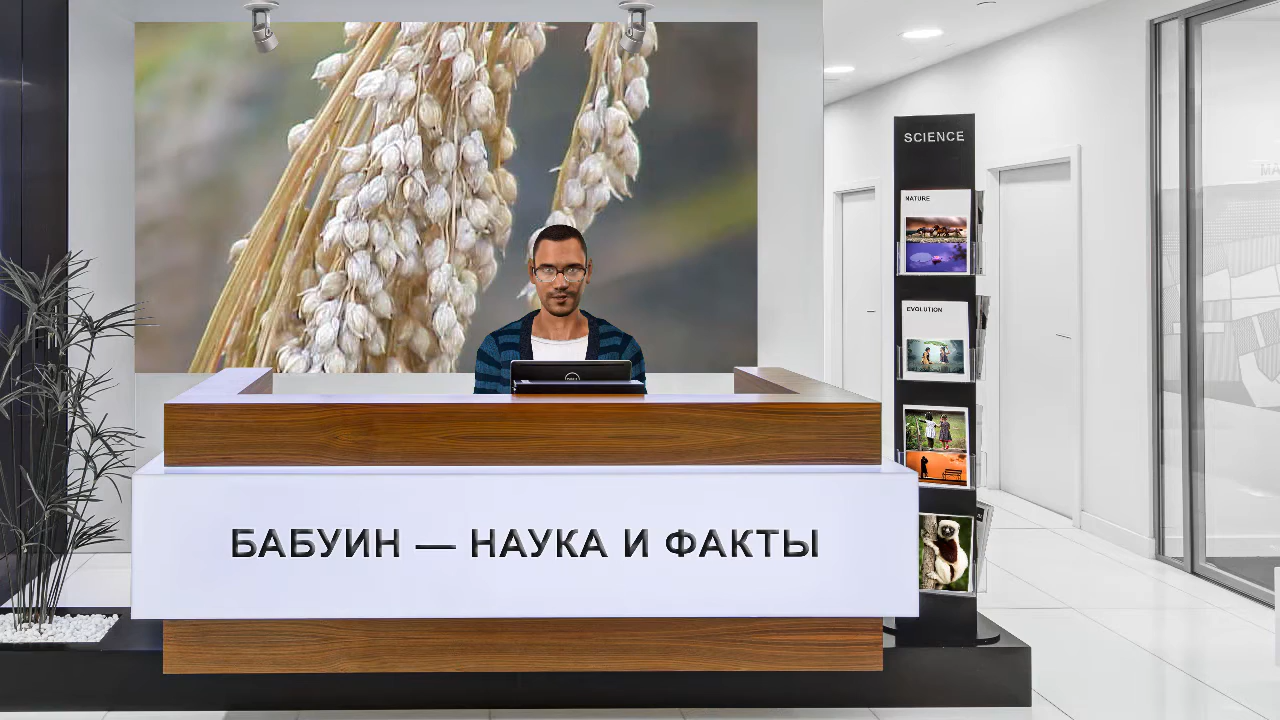 SCIENCE
NATURE
EVOLUTION
БАБУИН — НАУКА И ФАКТЫ